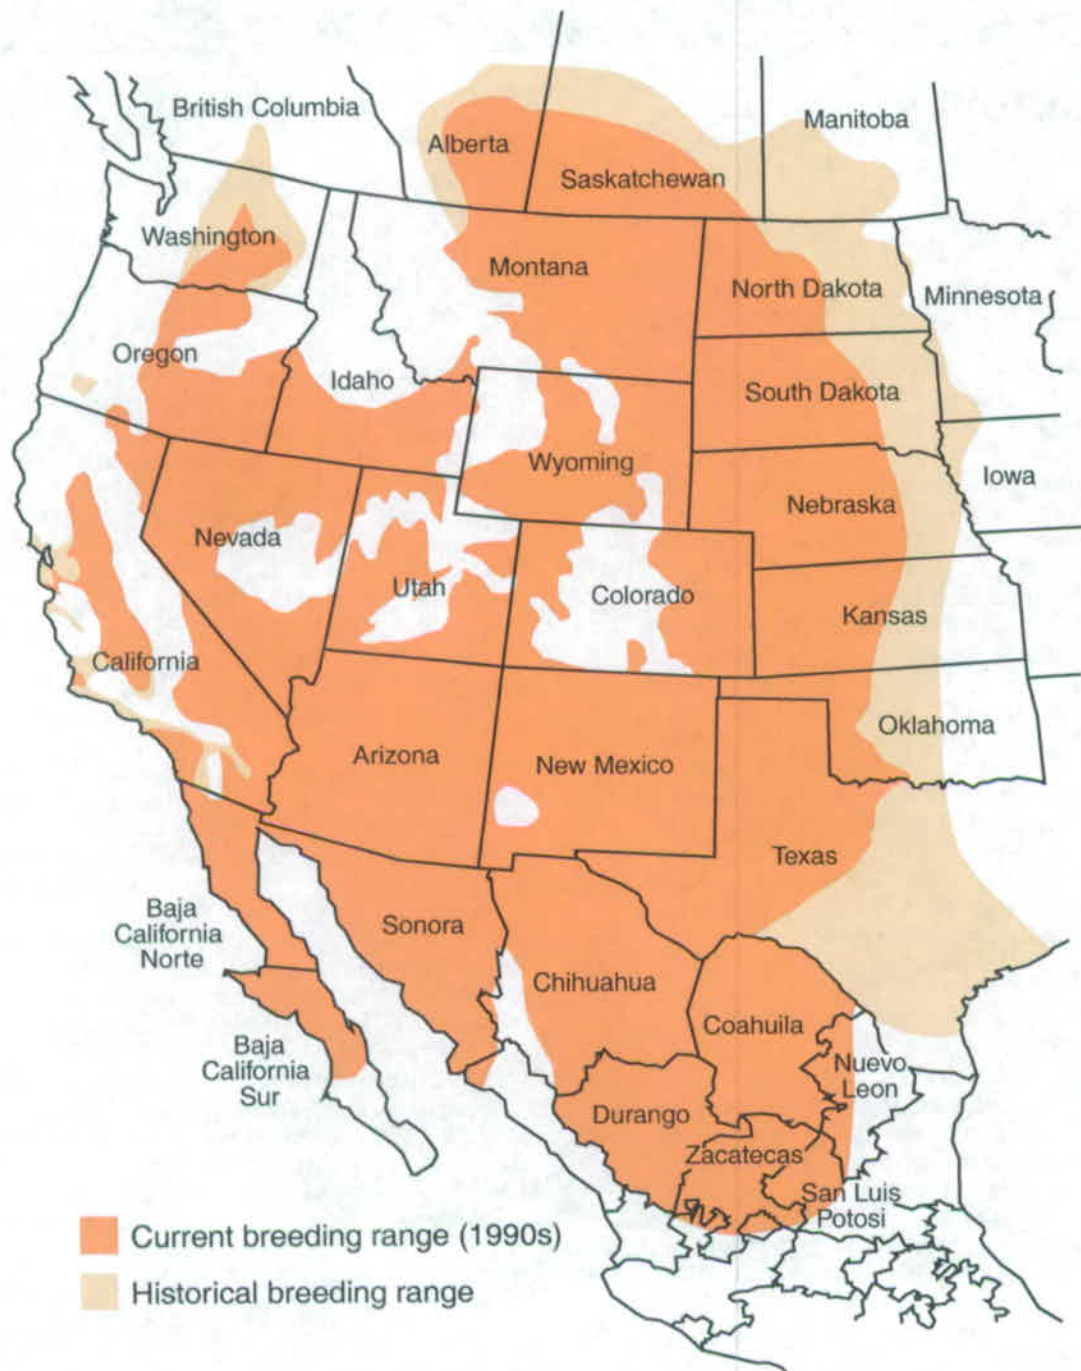 British Columbia
Alberta
Saskatchewan
Manitoba
Washington
Montana
North Dakota
Minnesota
Oregon
Idaho
South Dakota
Wyoming
Iowa
Nebraska
Nevada
Utah
Colorado
Kansas
California
Oklahoma
Arizona
New Mexico
Texas
Baja
California
Norte
Sonora
Chihuahua
Coahuila
Baja
California
Sur
Nuevo
Leon
Durango
Zacatecas
San Luis
Potosi
Current breeding range (1990s)
Historical breeding range